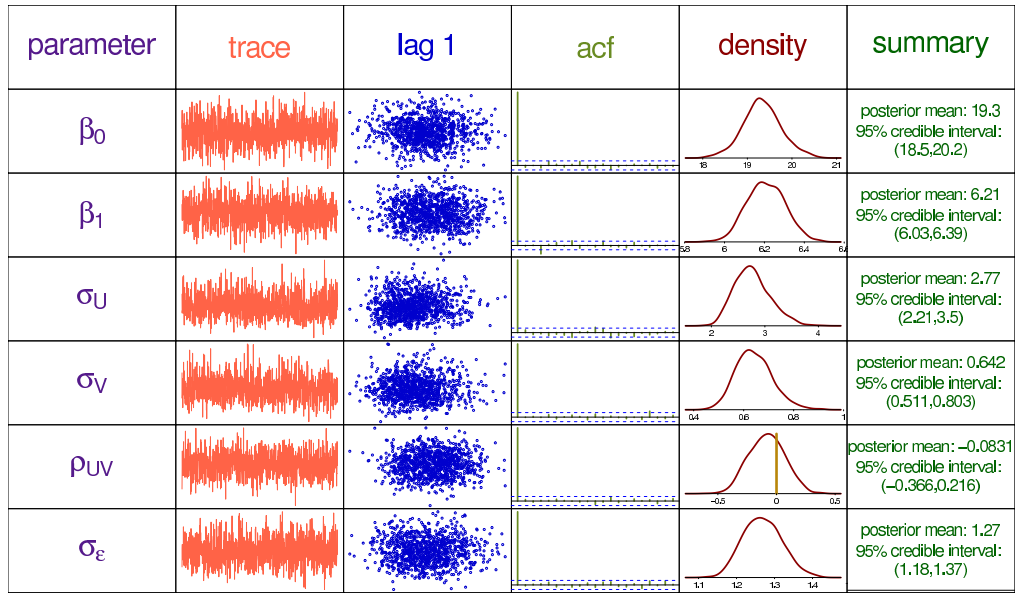 parameter trace lag 1 acf density summary
β0
18 19 20 21
posterior mean: 19.3
95% credible interval:
(18.5,20.2)
β1
5.8 6 6.2 6.4 6.6
posterior mean: 6.21
95% credible interval:
(6.03,6.39)
σU
2 3 4
posterior mean: 2.77
95% credible interval:
(2.21,3.5)
σV
0.4 0.6 0.8 1
posterior mean: 0.642
95% credible interval:
(0.511,0.803)
ρUV
−0.5 0 0.5
posterior mean: −0.0831
95% credible interval:
(−0.366,0.216)
σε
1.1 1.2 1.3 1.4
posterior mean: 1.27
95% credible interval:
(1.18,1.37)